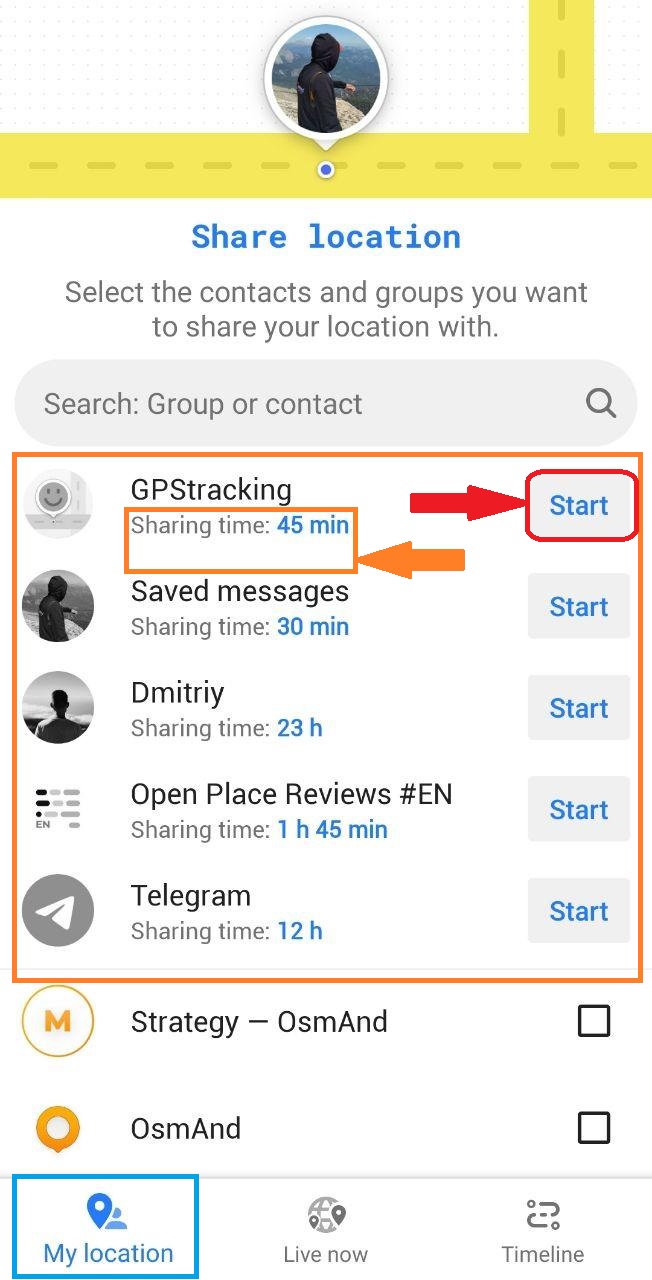 Share location
Select the contacts and groups you want
to share your location with.
Search: Group or contact
GPStracking
Sharing time: 45 min
Start
Saved messages
Sharing time: 30 min
Start
Dmitriy
Sharing time: 23 h
Start
EN
Open Place Reviews #EN
Sharing time: 1 h 45 min
Start
Telegram
Sharing time: 12 h
Start
M
Strategy — OsmAnd
OsmAnd
My location
Live now
Timeline